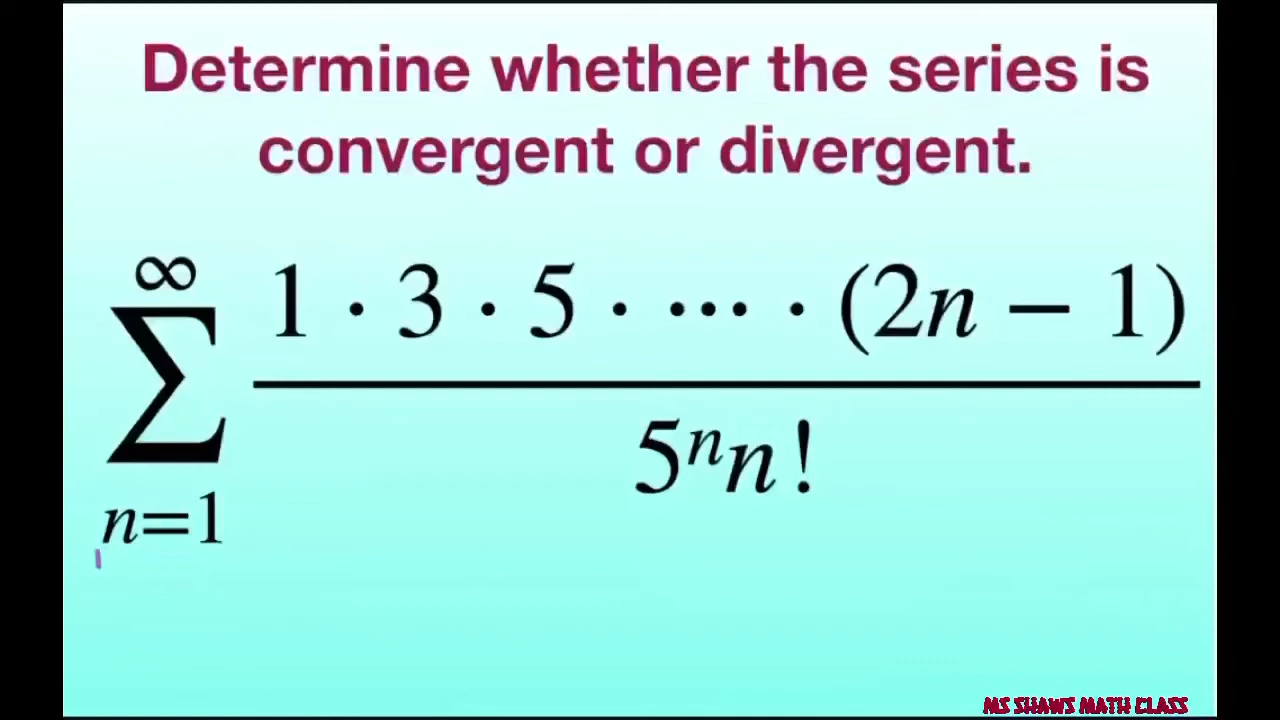 Determine whether the series is
convergent or divergent.
∞
∑ 1 · 3 · 5 · ··· · (2n − 1)
5ⁿn!
n=1
MS SHAWS MATH CLASS